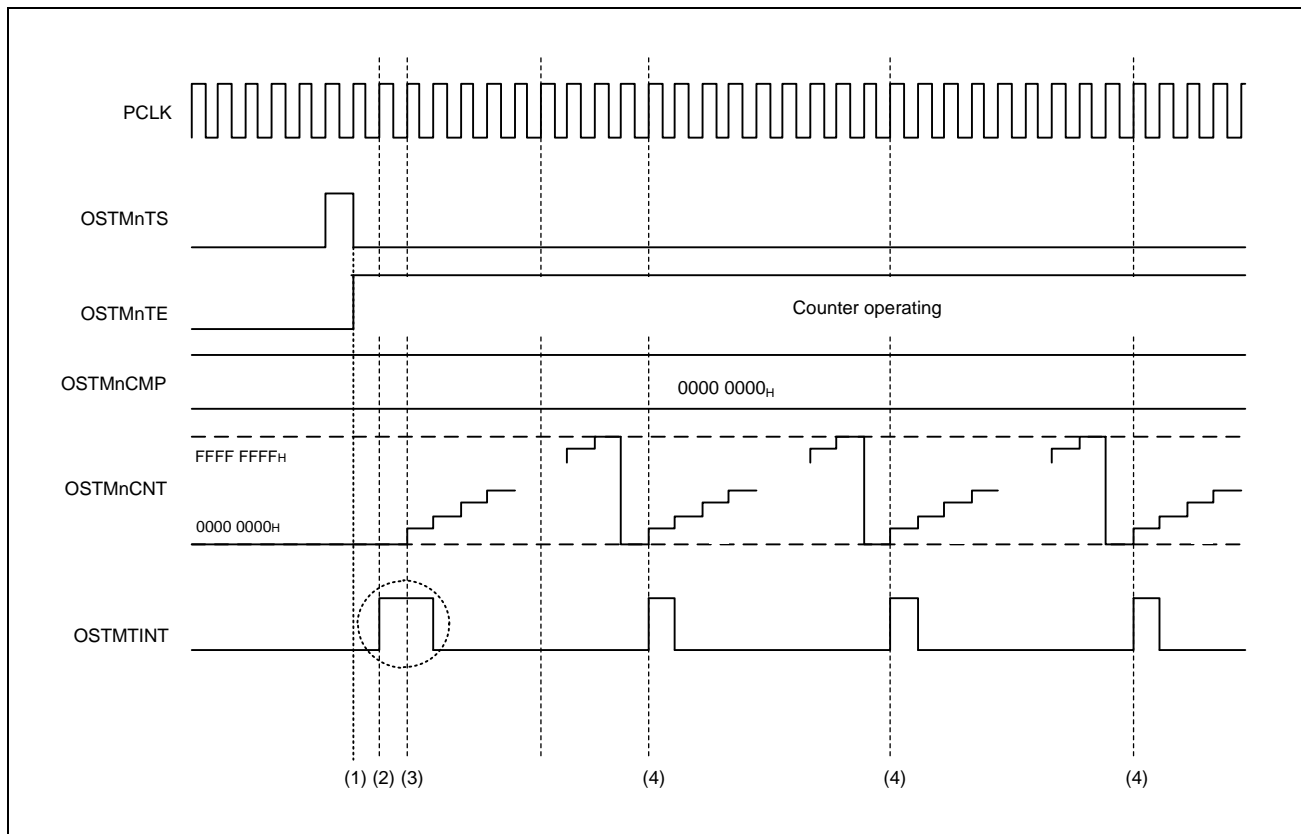 PCLK
OSTMnTS
OSTMnTE
Counter operating
OSTMnCMP
0000 0000H
FFFF FFFFH
OSTMnCNT
0000 0000H
OSTMTINT
(1) (2) (3) (4) (4) (4)